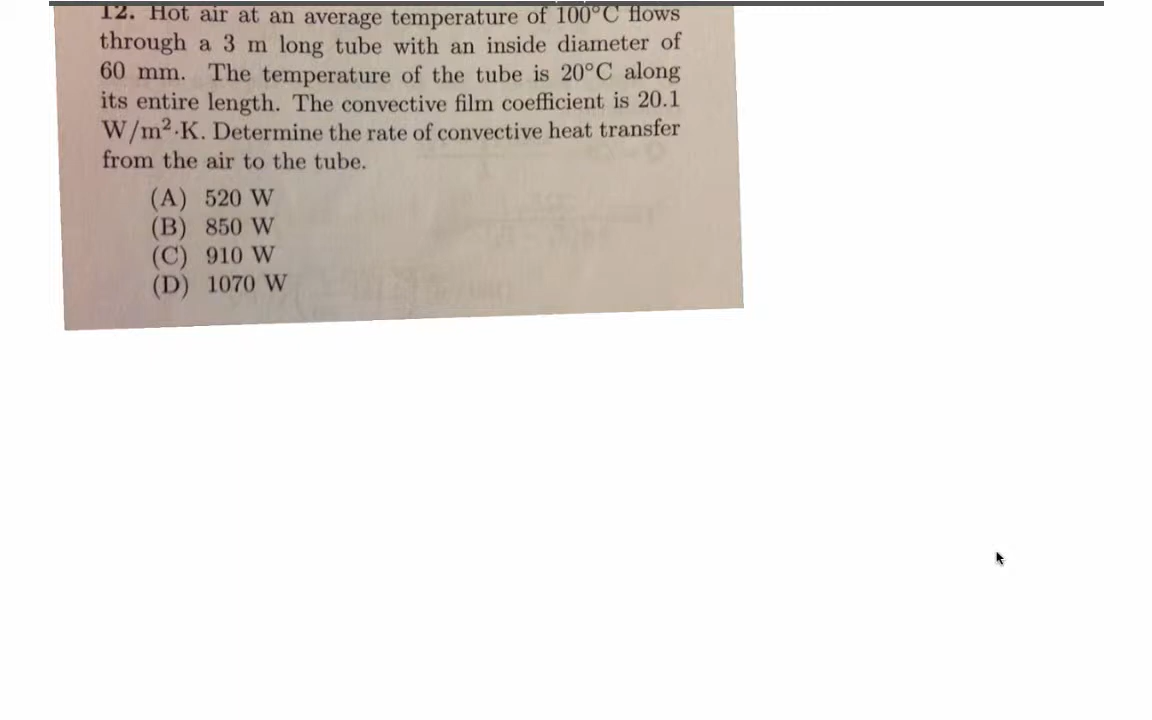 12. Hot air at an average temperature of 100°C flows
through a 3 m long tube with an inside diameter of
60 mm. The temperature of the tube is 20°C along
its entire length. The convective film coefficient is 20.1
W/m²·K. Determine the rate of convective heat transfer
from the air to the tube.
(A) 520 W
(B) 850 W
(C) 910 W
(D) 1070 W